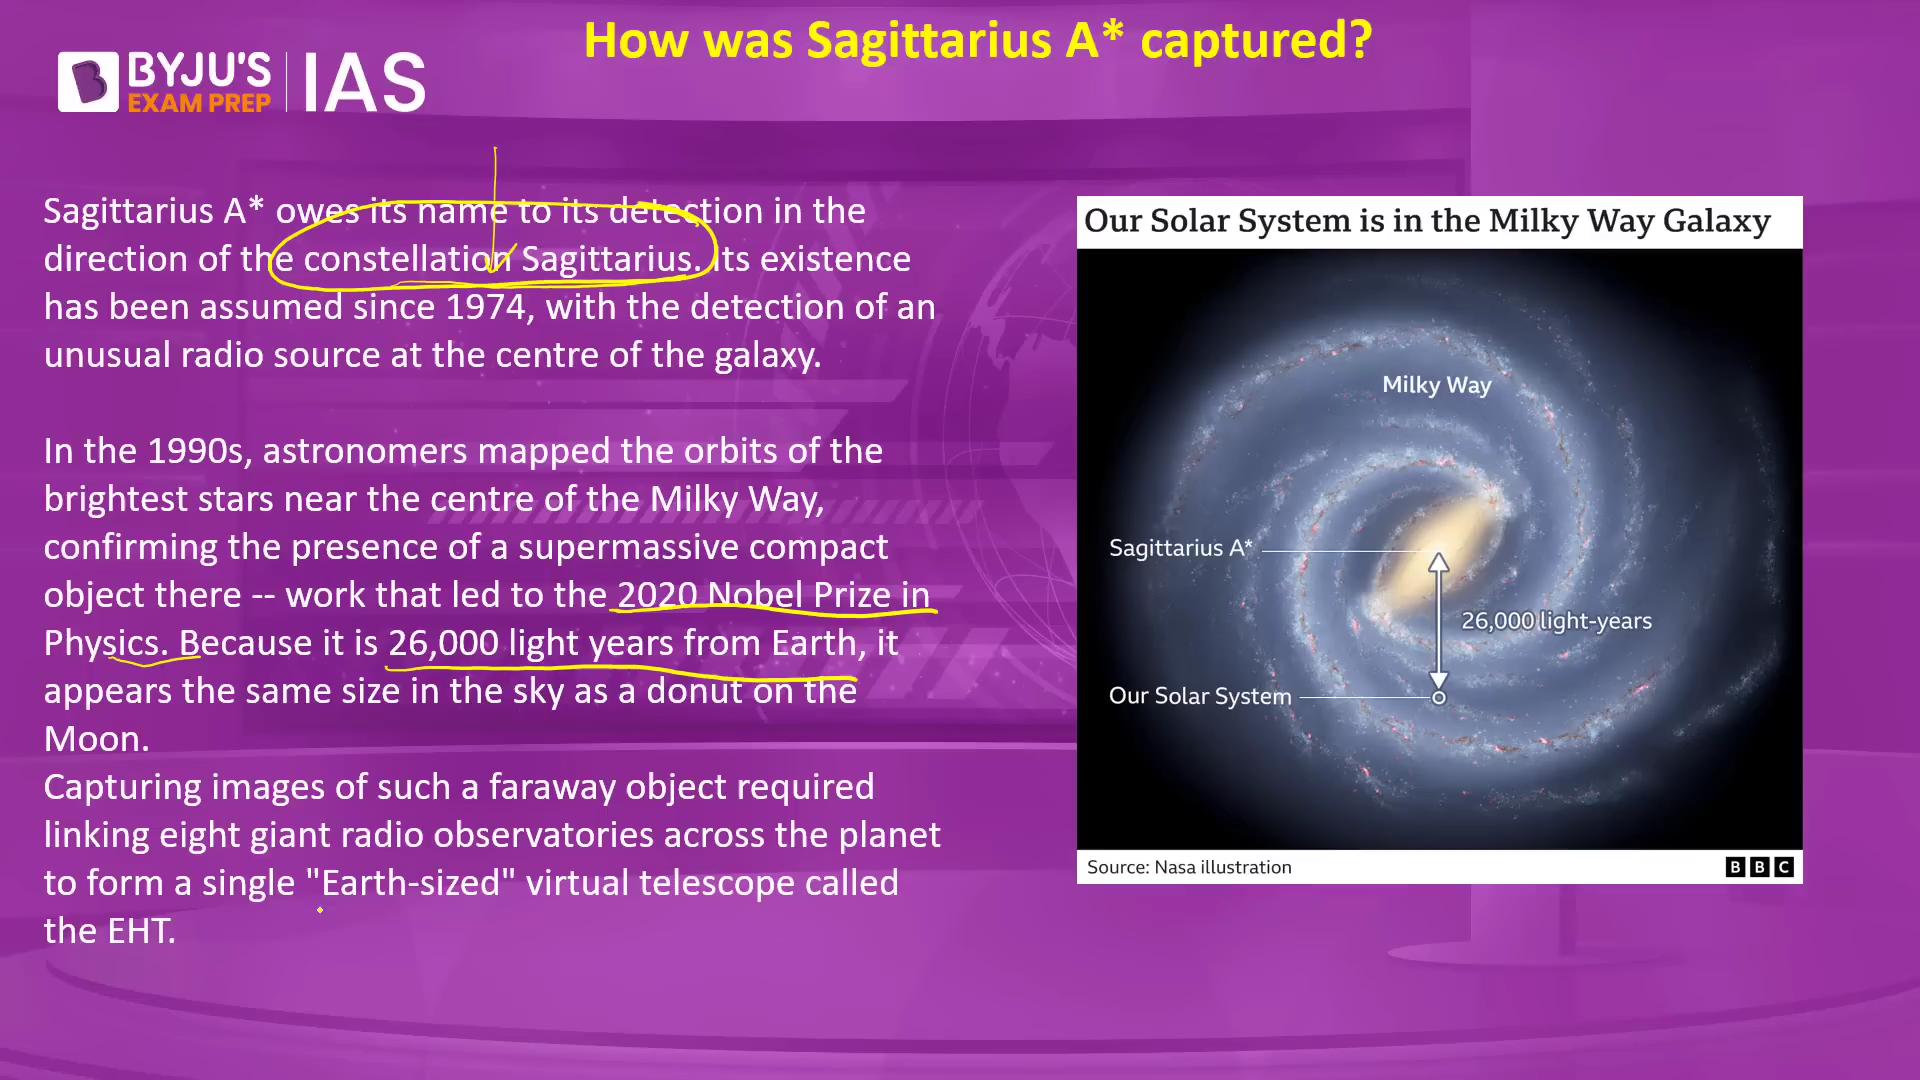 How was Sagittarius A* captured?
BYJU'S
EXAM PREP
IAS
Sagittarius A* owes its name to its detection in the
direction of the constellation Sagittarius. Its existence
has been assumed since 1974, with the detection of an
unusual radio source at the centre of the galaxy.
In the 1990s, astronomers mapped the orbits of the
brightest stars near the centre of the Milky Way,
confirming the presence of a supermassive compact
object there -- work that led to the 2020 Nobel Prize in
Physics. Because it is 26,000 light years from Earth, it
appears the same size in the sky as a donut on the
Moon.
Capturing images of such a faraway object required
linking eight giant radio observatories across the planet
to form a single "Earth-sized" virtual telescope called
the EHT.
Our Solar System is in the Milky Way Galaxy
Milky Way
Sagittarius A*
26,000 light-years
Our Solar System
Source: Nasa illustration
BBC